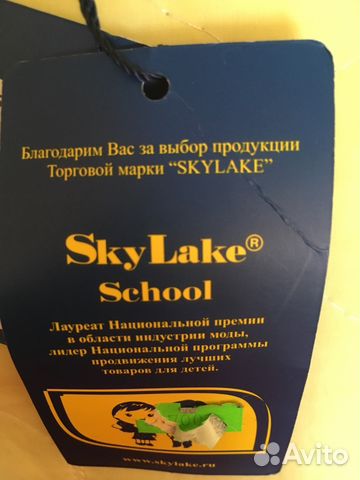 Благодарим Вас за выбор продукции
Торговой марки “SKYLAKE”
SkyLake®
School
Лауреат Национальной премии
в области индустрии моды,
лидер Национальной программы
продвижения лучших
товаров для детей.
www.skylake.ru
Avito